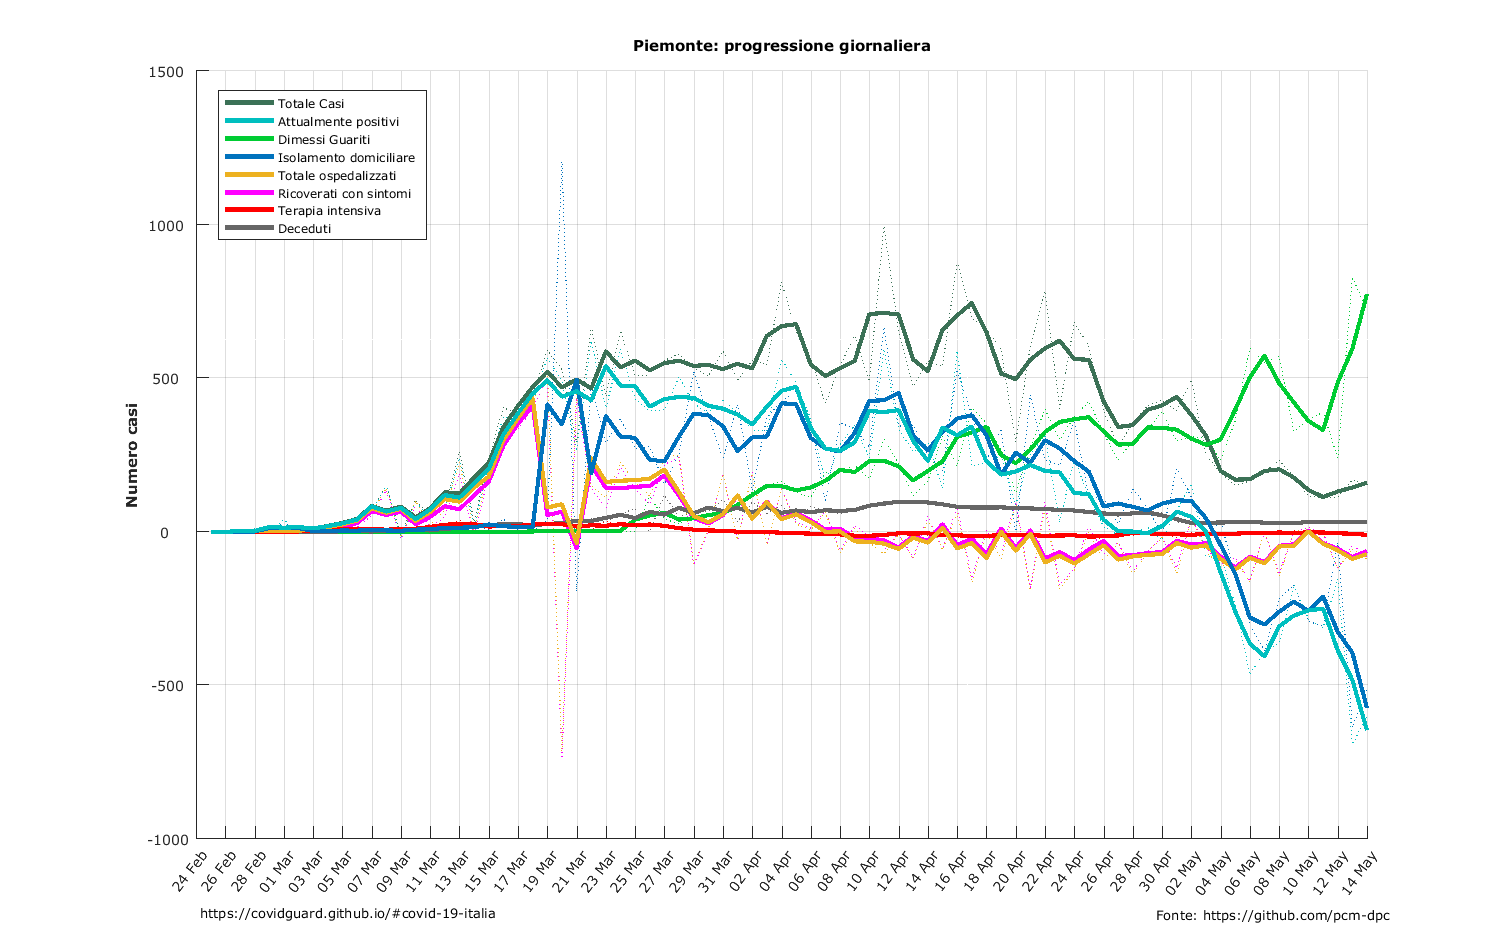 Piemonte: progressione giornaliera
1500
1000
500
0
-500
-1000
Numero casi
Totale Casi
Attualmente positivi
Dimessi Guariti
Isolamento domiciliare
Totale ospedalizzati
Ricoverati con sintomi
Terapia intensiva
Deceduti
24 Feb
26 Feb
28 Feb
01 Mar
03 Mar
05 Mar
07 Mar
09 Mar
11 Mar
13 Mar
15 Mar
17 Mar
19 Mar
21 Mar
23 Mar
25 Mar
27 Mar
29 Mar
31 Mar
02 Apr
04 Apr
06 Apr
08 Apr
10 Apr
12 Apr
14 Apr
16 Apr
18 Apr
20 Apr
22 Apr
24 Apr
26 Apr
28 Apr
30 Apr
02 May
04 May
06 May
08 May
10 May
12 May
14 May
https://covidguard.github.io/#covid-19-italia
Fonte: https://github.com/pcm-dpc